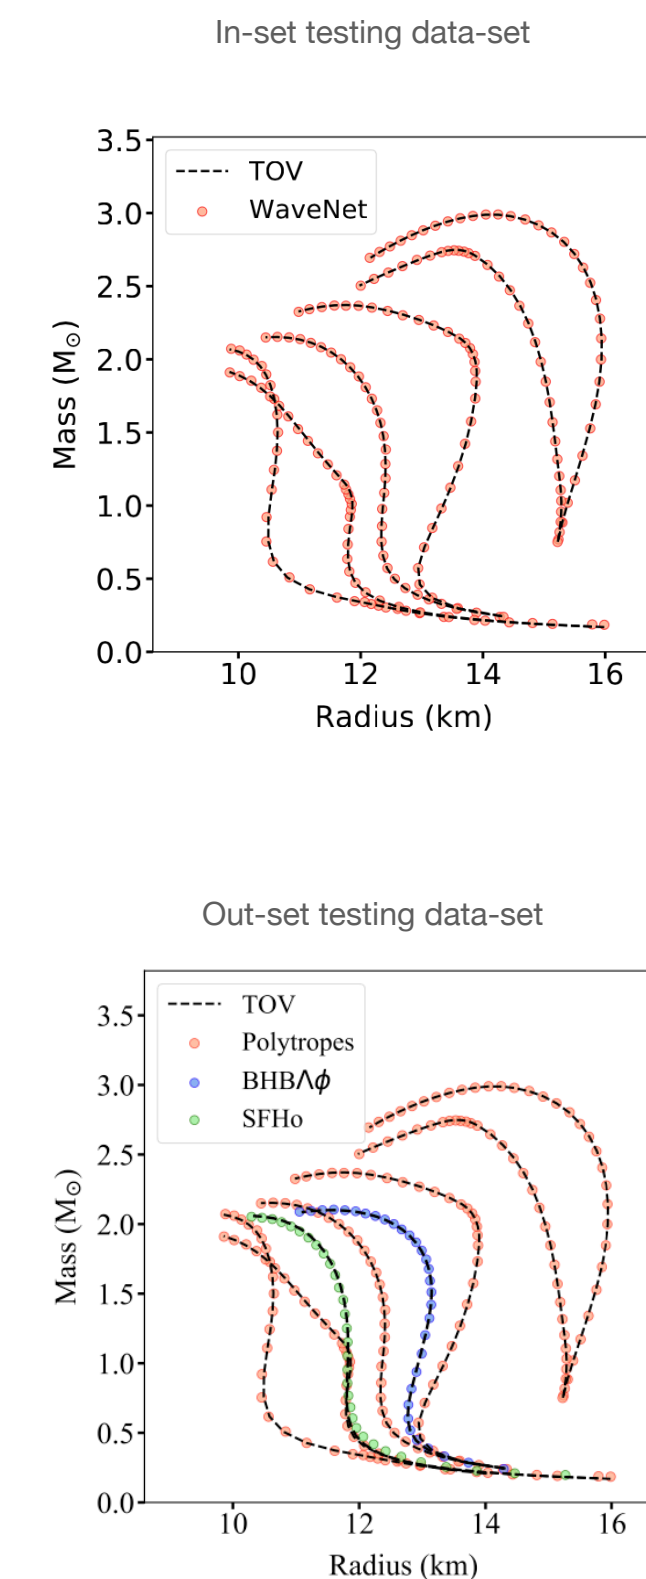 In-set testing data-set
3.5
TOV
WaveNet
3.0
2.5
2.0
1.5
1.0
0.5
0.0
Mass (M⊙)
10 12 14 16
Radius (km)
Out-set testing data-set
TOV
3.5
Polytropes
BHBΛϕ
3.0
SFHo
2.5
2.0
1.5
1.0
0.5
0.0
Mass (M⊙)
10 12 14 16
Radius (km)